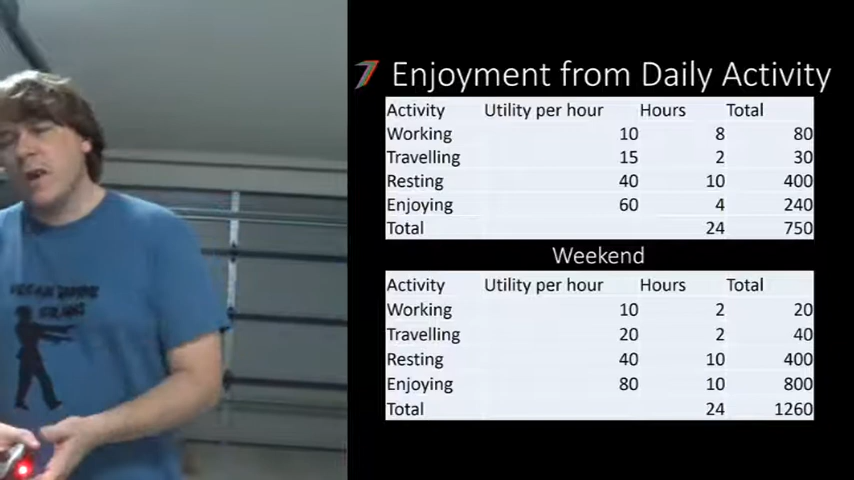 Enjoyment from Daily Activity
Activity Utility per hour Hours Total
Working 10 8 80
Travelling 15 2 30
Resting 40 10 400
Enjoying 60 4 240
Total 24 750
Weekend
Activity Utility per hour Hours Total
Working 10 2 20
Travelling 20 2 40
Resting 40 10 400
Enjoying 80 10 800
Total 24 1260